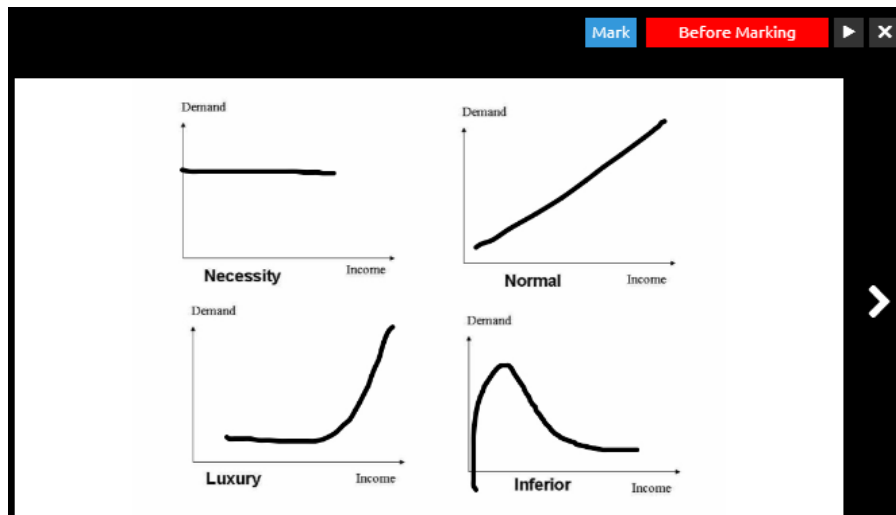 Mark
Before Marking
Demand
Income
Necessity
Demand
Income
Normal
Demand
Income
Luxury
Demand
Income
Inferior